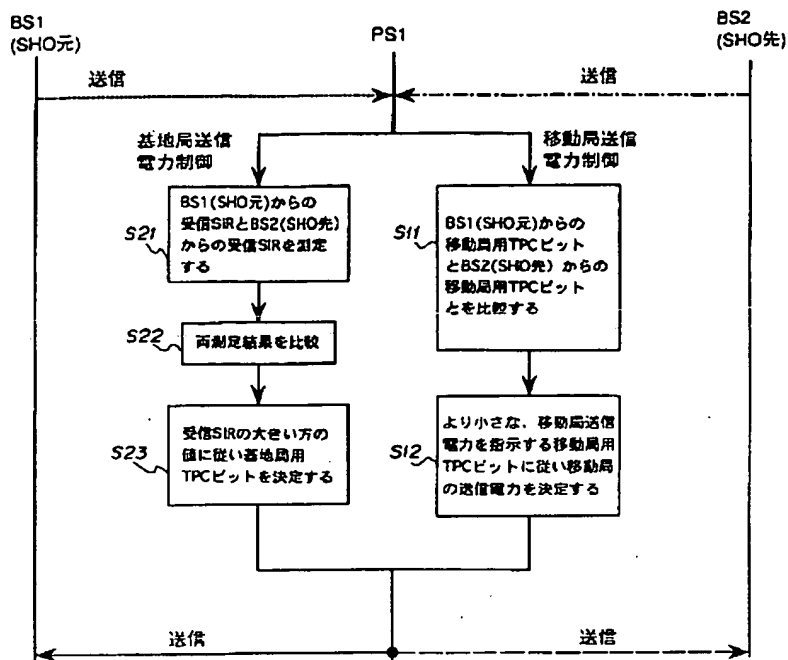 BS1
(SHO元)
PS1
BS2
(SHO先)
送信
送信
基地局送信
電力制御
移動局送信
電力制御
S21
BS1(SHO元)からの
受信SIRとBS2(SHO先)
からの受信SIRを測定
する
S11
BS1(SHO元)からの
移動局用TPCビット
とBS2(SHO先)からの
移動局用TPCビット
とを比較する
S22
両測定結果を比較
S23
受信SIRの大きい方の
値に従い基地局用
TPCビットを決定する
S12
より小さな、移動局送信
電力を指示する移動局用
TPCビットに従い移動局
の送信電力を決定する
送信
送信